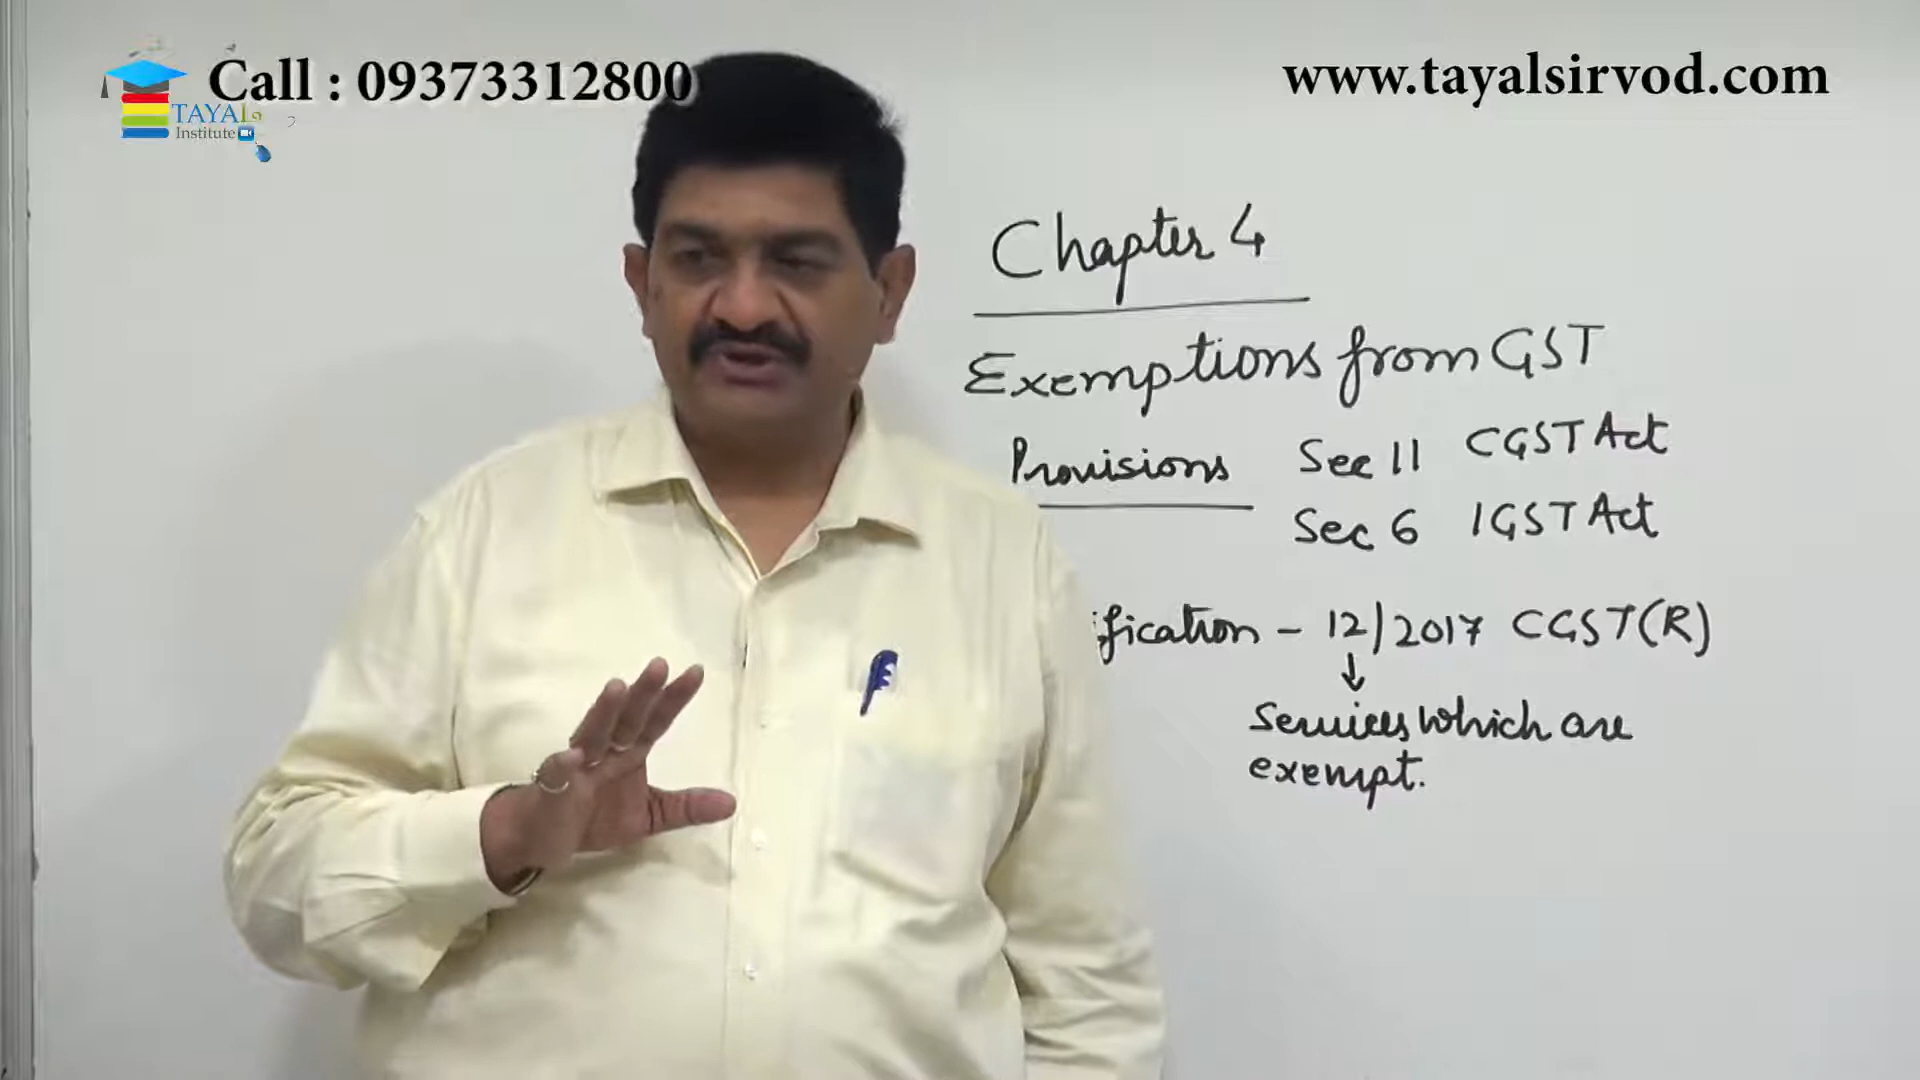 Call : 09373312800
www.tayalsirvod.com
TAYAL
Institute
Chapter 4
Exemptions from GST
Provisions Sec 11 CGST Act
Sec 6 IGST Act
ification - 12/2017 CGST(R)
↓
Services which are
exempt.